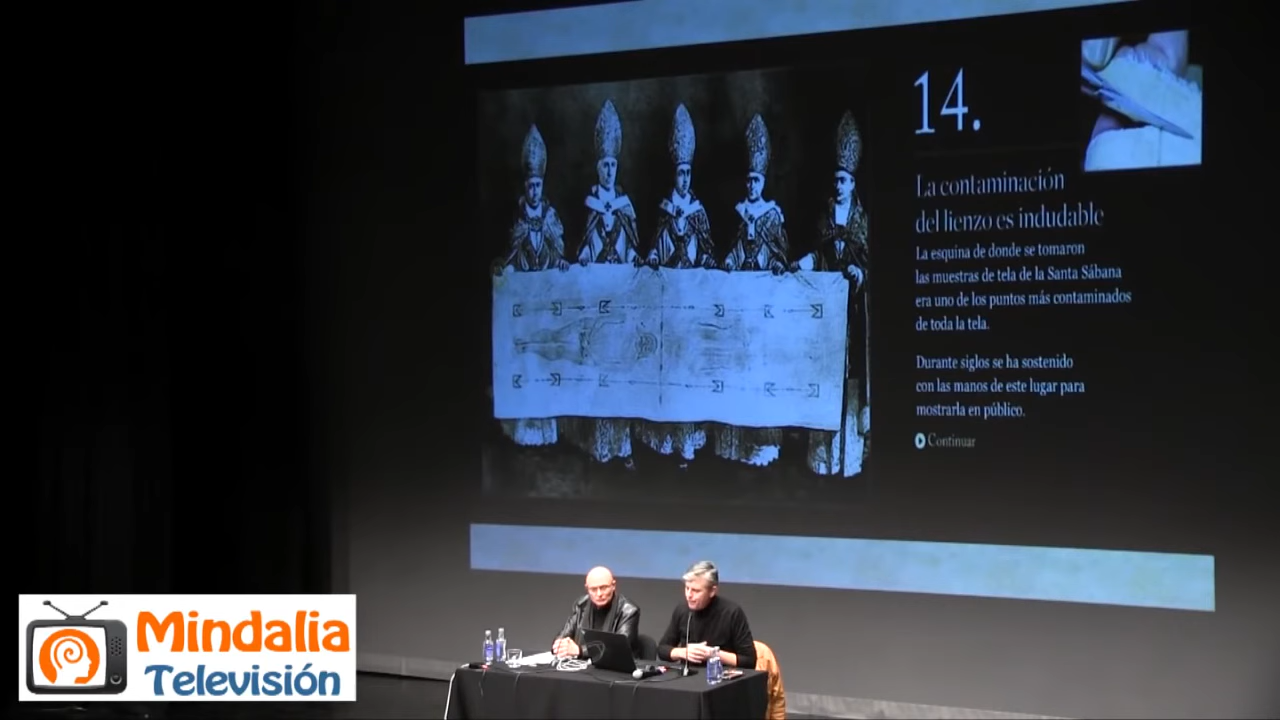 14.
La contaminación
del lienzo es indudable
La esquina de donde se tomaron
las muestras de tela de la Santa Sábana
era uno de los puntos más contaminados
de toda la tela.
Durante siglos se ha sostenido
con las manos de este lugar para
mostrarla en público.
Continuar
Mindalia
Televisión